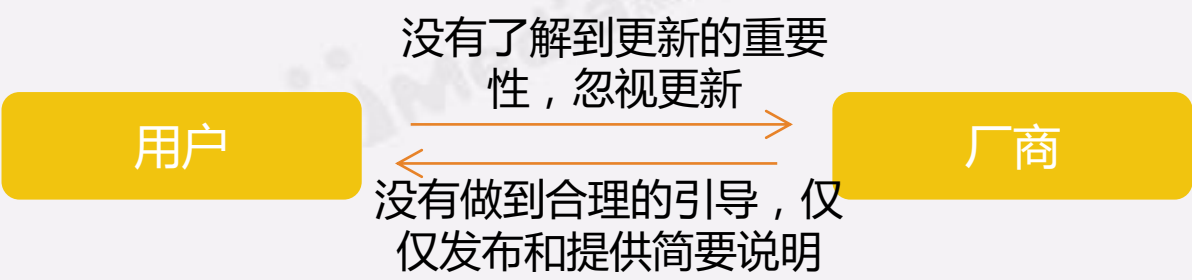 没有了解到更新的重要
性，忽视更新
用户
厂商
没有做到合理的引导，仅
仅发布和提供简要说明